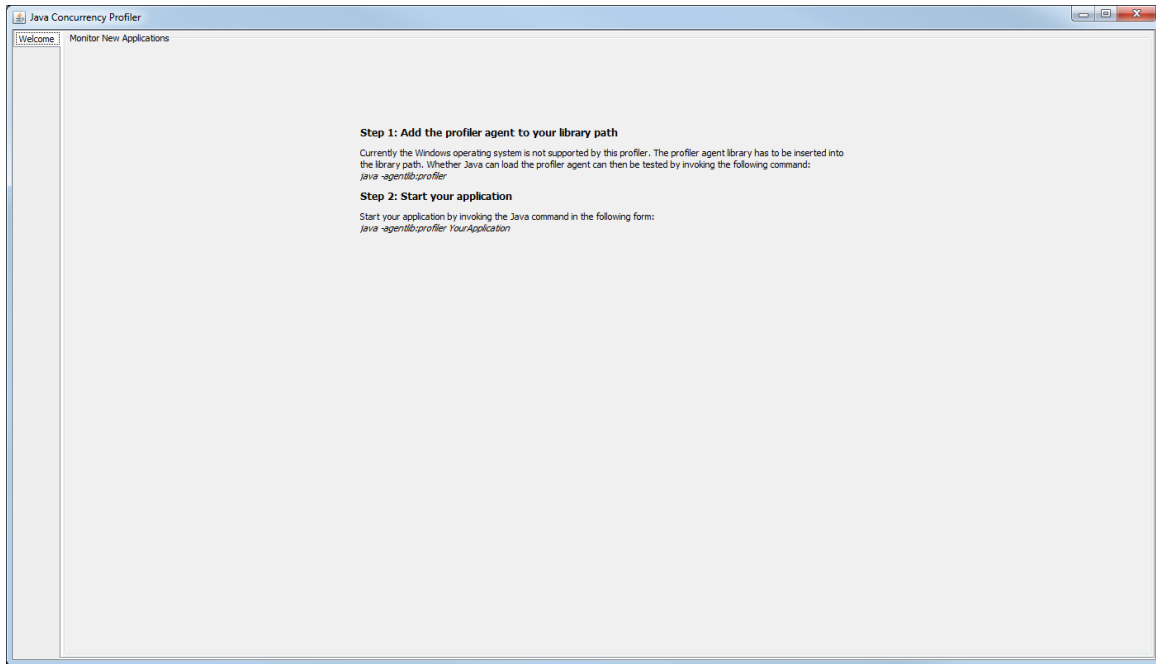 Java Concurrency Profiler
Welcome
Monitor New Applications
Step 1: Add the profiler agent to your library path
Currently the Windows operating system is not supported by this profiler. The profiler agent library has to be inserted into
the library path. Whether Java can load the profiler agent can then be tested by invoking the following command:
java -agentlib:profiler
Step 2: Start your application
Start your application by invoking the Java command in the following form:
java -agentlib:profiler YourApplication